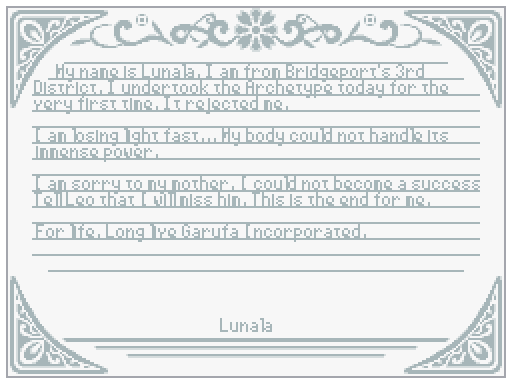 My name is Lunala, I am from Bridgeport's 3rd
District. I undertook the Archetype today for the
very first time. It rejected me.
I am losing light fast... My body could not handle its
immense power.
I am sorry to my mother. I could not become a success
Tell Leo that I will miss him. This is the end for me.
For life. Long live Garufa Incorporated.
Lunala